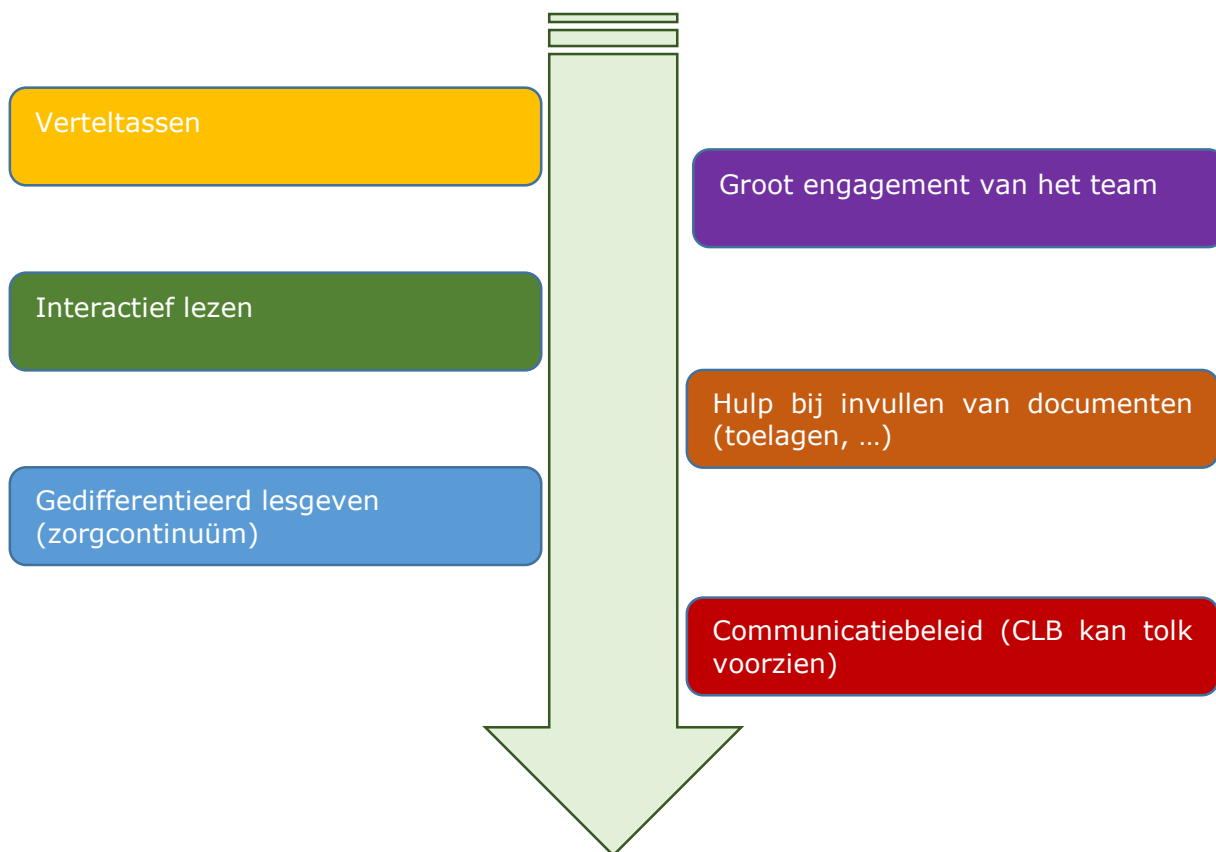 Verteltassen
Groot engagement van het team
Interactief lezen
Hulp bij invullen van documenten
(toelagen, …)
Gedifferentieerd lesgeven
(zorgcontinuüm)
Communicatiebeleid (CLB kan tolk
voorzien)